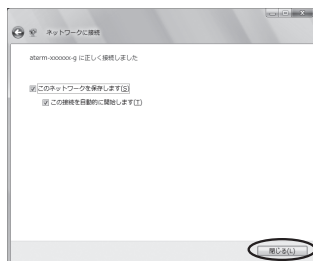 ネットワークに接続
aterm-xxxxxx-g に正しく接続しました
このネットワークを保存します(S)
この接続を自動的に開始します(T)
閉じる(L)